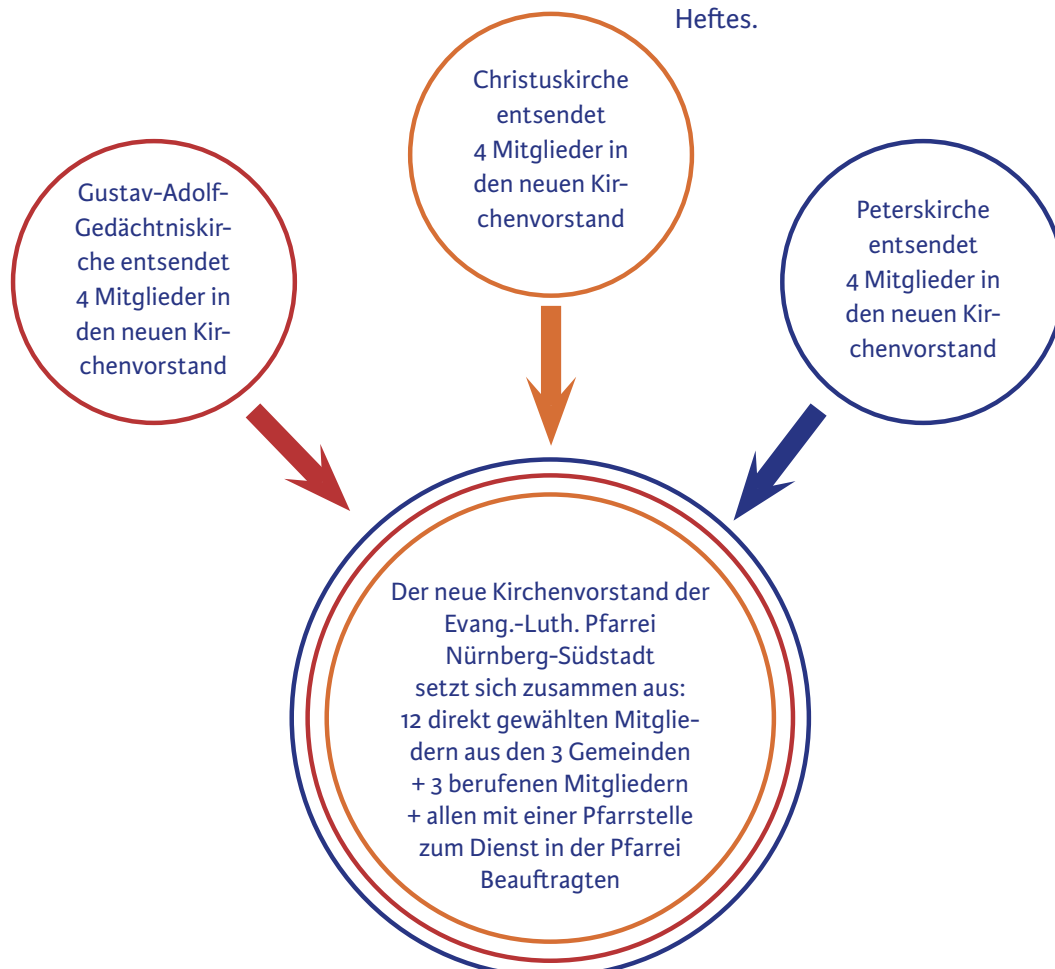 Heftes.
Christuskirche
entsendet
4 Mitglieder in
den neuen Kir-
chenvorstand
Gustav-Adolf-
Gedächtniskir-
che entsendet
4 Mitglieder in
den neuen Kir-
chenvorstand
Peterskirche
entsendet
4 Mitglieder in
den neuen Kir-
chenvorstand
Der neue Kirchenvorstand der
Evang.-Luth. Pfarrei
Nürnberg-Südstadt
setzt sich zusammen aus:
12 direkt gewählten Mitglie-
dern aus den 3 Gemeinden
+ 3 berufenen Mitgliedern
+ allen mit einer Pfarrstelle
zum Dienst in der Pfarrei
Beauftragten